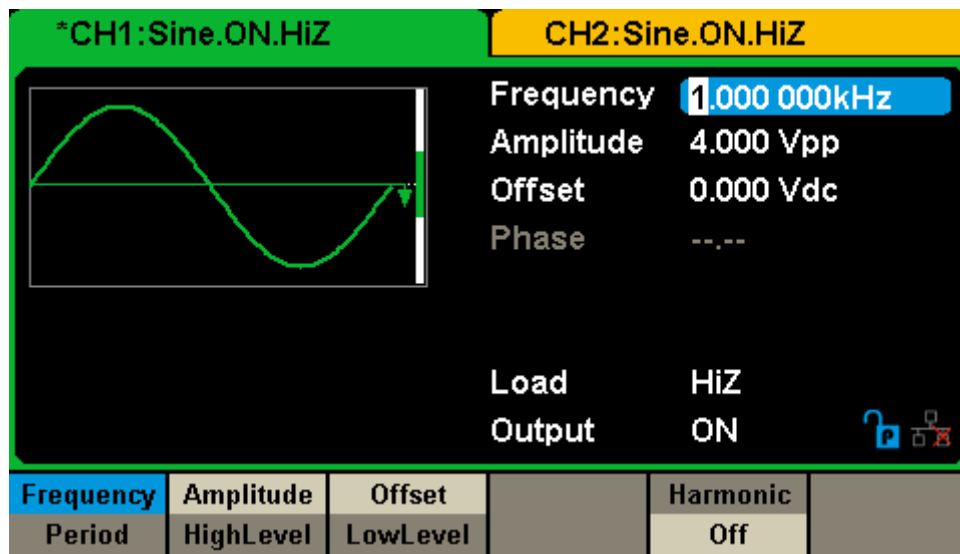 *CH1:Sine.ON.HiZ CH2:Sine.ON.HiZ
Frequency 1.000 000kHz
Amplitude 4.000 Vpp
Offset 0.000 Vdc
Phase --.--
Load HiZ
Output ON
P
Frequency Amplitude Offset Harmonic
Period HighLevel LowLevel Off